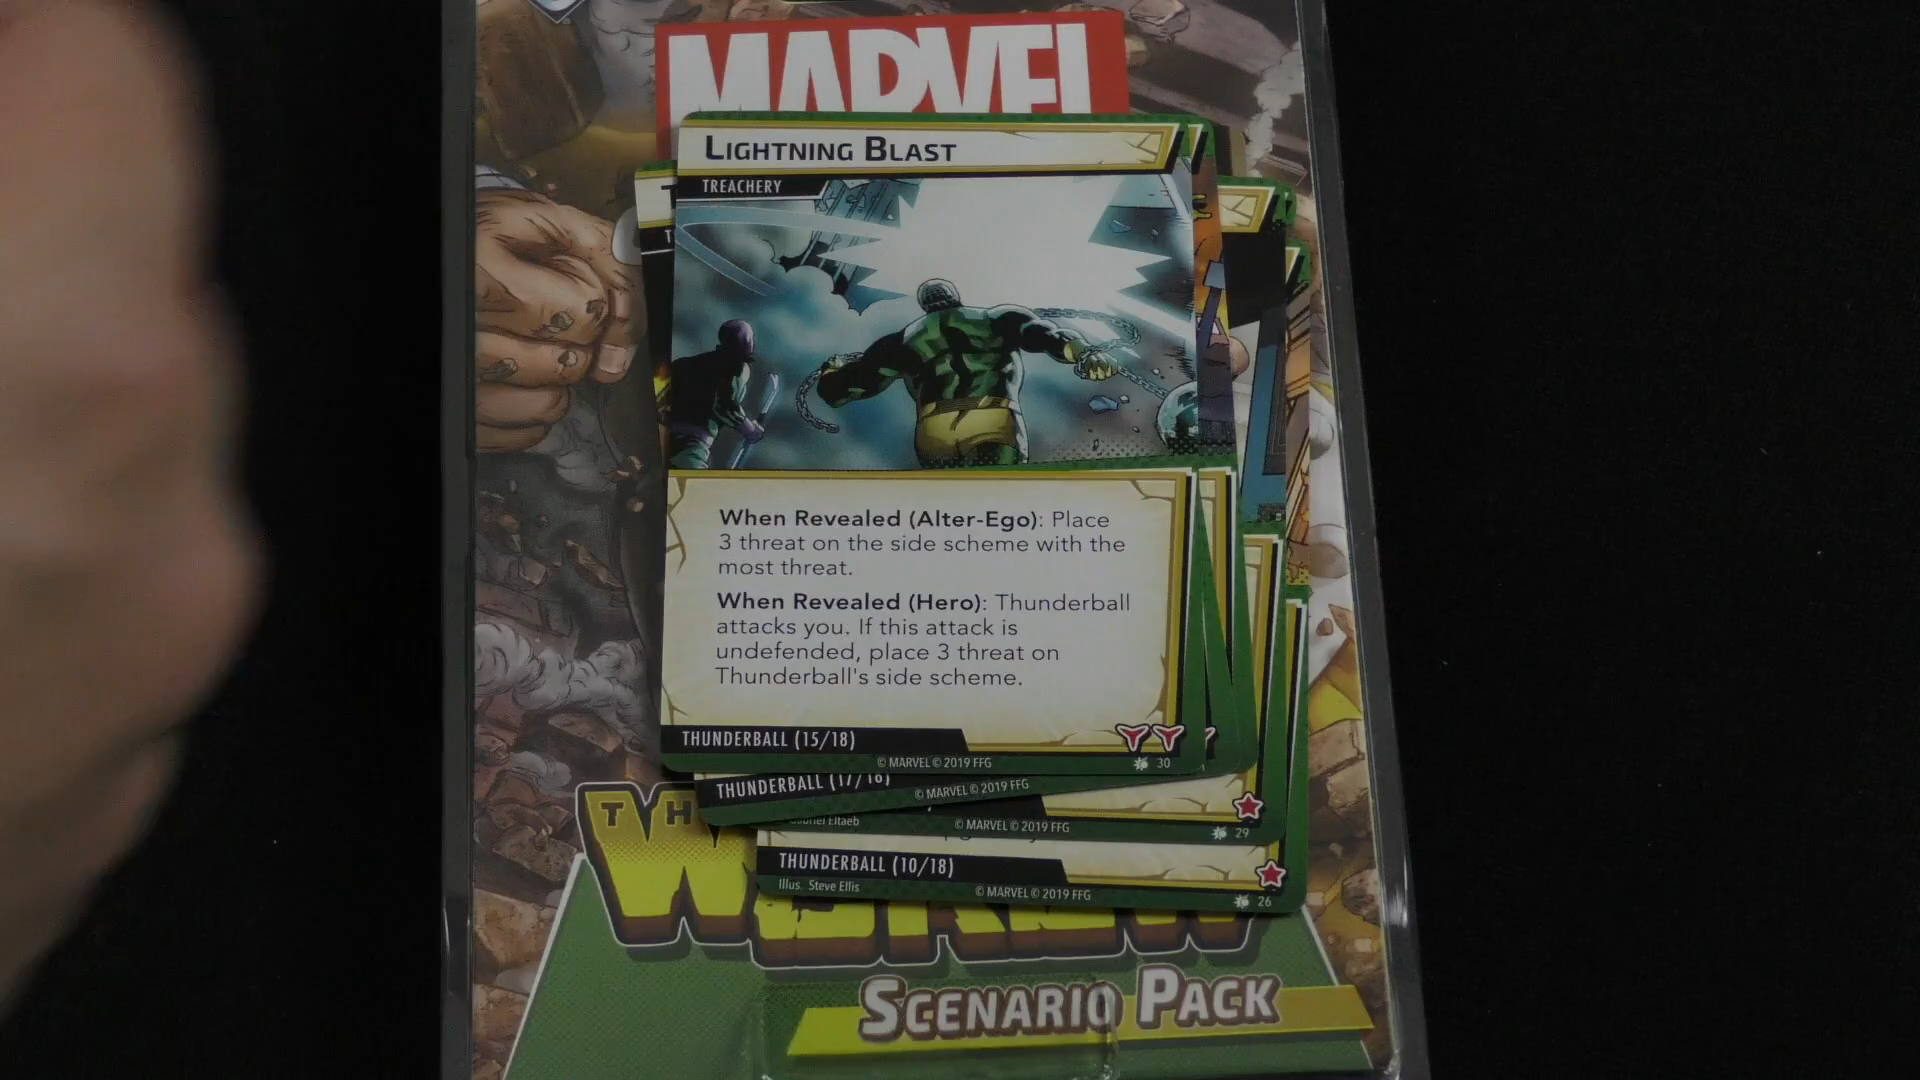 MARVEL
LIGHTNING BLAST
TREACHERY
When Revealed (Alter-Ego): Place
3 threat on the side scheme with the
most threat.
When Revealed (Hero): Thunderball
attacks you. If this attack is
undefended, place 3 threat on
Thunderball's side scheme.
THUNDERBALL (15/18)
© MARVEL © 2019 FFG
30
THUNDERBALL (17/18)
© MARVEL © 2019 FFG
© MARVEL © 2019 FFG
29
THUNDERBALL (10/18)
Illus. Steve Ellis
© MARVEL © 2019 FFG
26
SCENARIO PACK